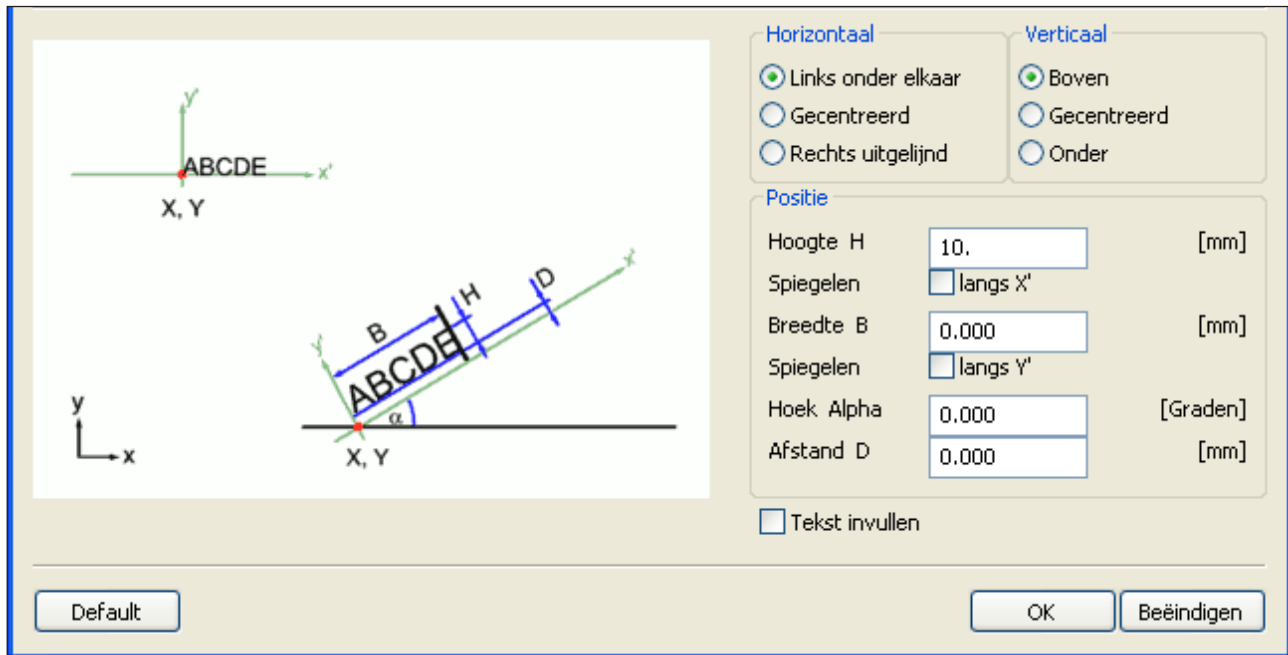 y'
ABCDE
x'
X, Y
x'
D
H
B
y'
ABCDE
α
X, Y
y
x
Horizontaal
Links onder elkaar
Gecentreerd
Rechts uitgelijnd
Verticaal
Boven
Gecentreerd
Onder
Positie
Hoogte H 10. [mm]
Spiegelen langs X'
Breedte B 0.000 [mm]
Spiegelen langs Y'
Hoek Alpha 0.000 [Graden]
Afstand D 0.000 [mm]
Tekst invullen
Default
OK
Beëindigen